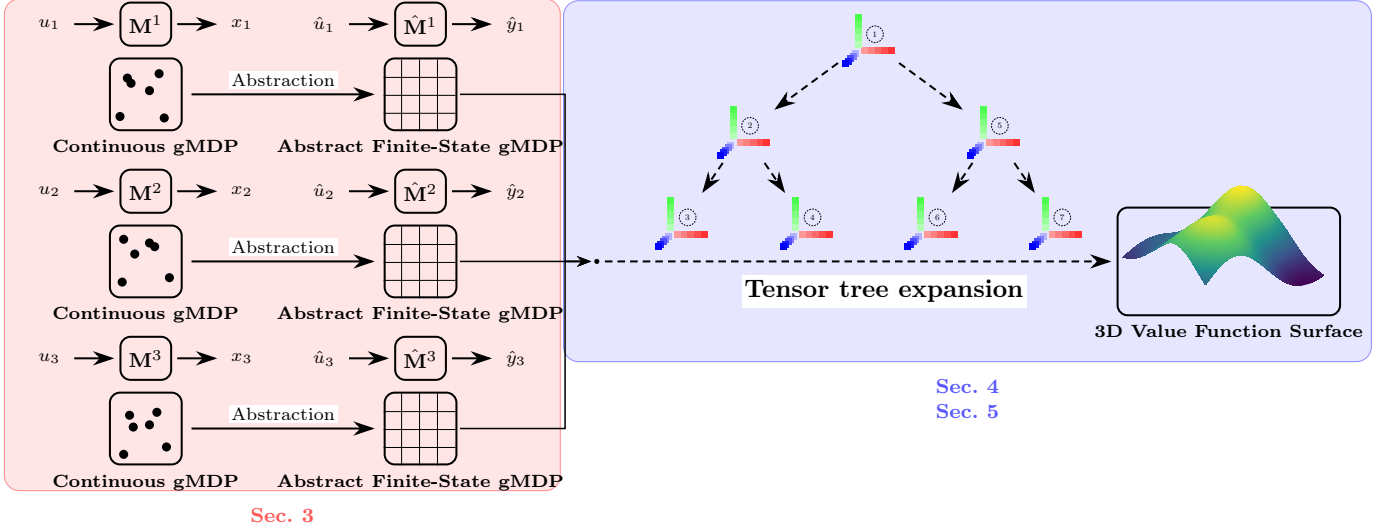 u₁ M¹ x₁ û₁ M̂¹ ŷ₁
Abstraction
Continuous gMDP Abstract Finite-State gMDP
u₂ M² x₂ û₂ M̂² ŷ₂
Abstraction
Continuous gMDP Abstract Finite-State gMDP
u₃ M³ x₃ û₃ M̂³ ŷ₃
Abstraction
Continuous gMDP Abstract Finite-State gMDP
Sec. 3
1
2 5
3 4 6 7
Tensor tree expansion
3D Value Function Surface
Sec. 4
Sec. 5